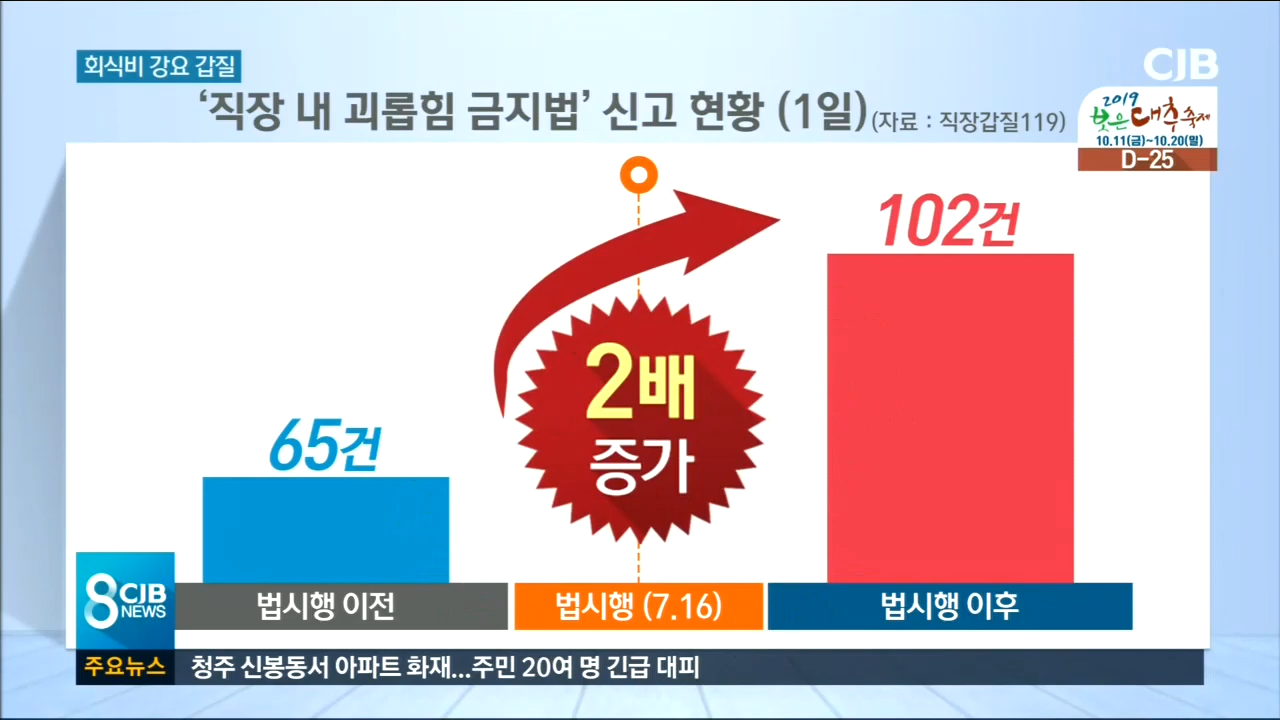 회식비 강요 갑질
CJB
‘직장 내 괴롭힘 금지법’ 신고 현황 (1일)(자료 : 직장갑질119)
2019
보은대추축제
10.11(금)~10.20(일)
D-25
102건
2배
증가
65건
법시행 이전
법시행 (7.16)
법시행 이후
8 CJB
NEWS
주요뉴스 청주 신봉동서 아파트 화재...주민 20여 명 긴급 대피